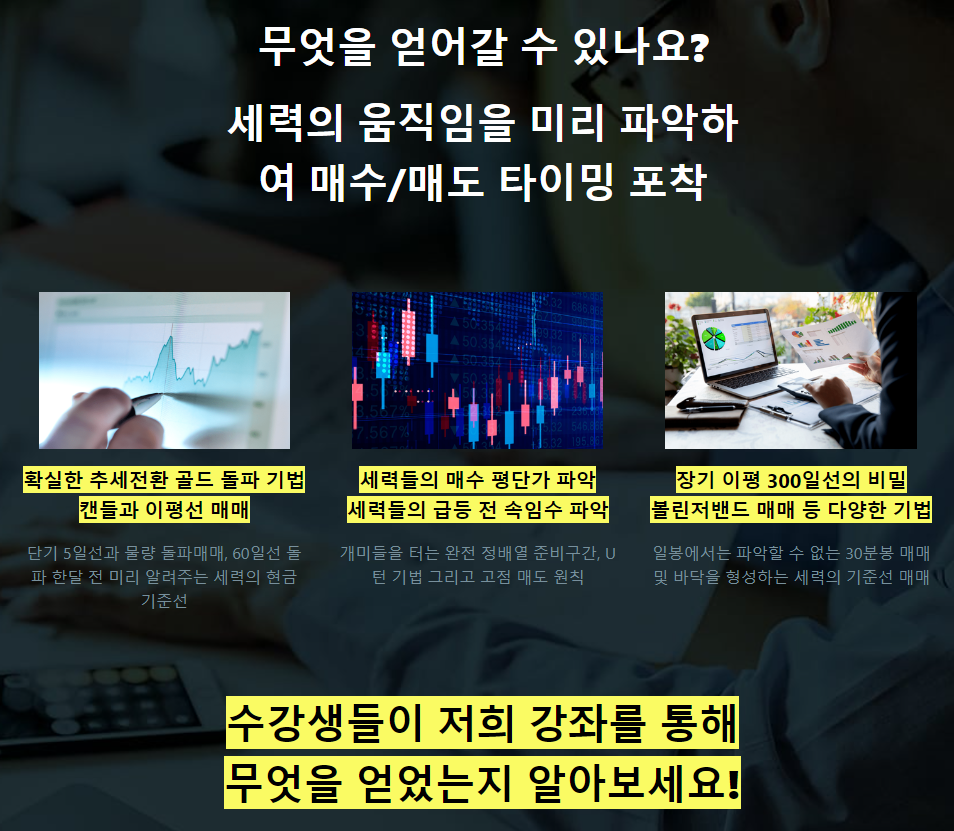 무엇을 얻어갈 수 있나요?
세력의 움직임을 미리 파악하
여 매수/매도 타이밍 포착
확실한 추세전환 골드 돌파 기법
캔들과 이평선 매매
단기 5일선과 물량 돌파매매, 60일선 돌
파 한달 전 미리 알려주는 세력의 현금
기준선
세력들의 매수 평단가 파악
세력들의 급등 전 속임수 파악
개미들을 터는 완전 정배열 준비구간, U
턴 기법 그리고 고점 매도 원칙
장기 이평 300일선의 비밀
볼린저밴드 매매 등 다양한 기법
일봉에서는 파악할 수 없는 30분봉 매매
및 바닥을 형성하는 세력의 기준선 매매
수강생들이 저희 강좌를 통해
무엇을 얻었는지 알아보세요!